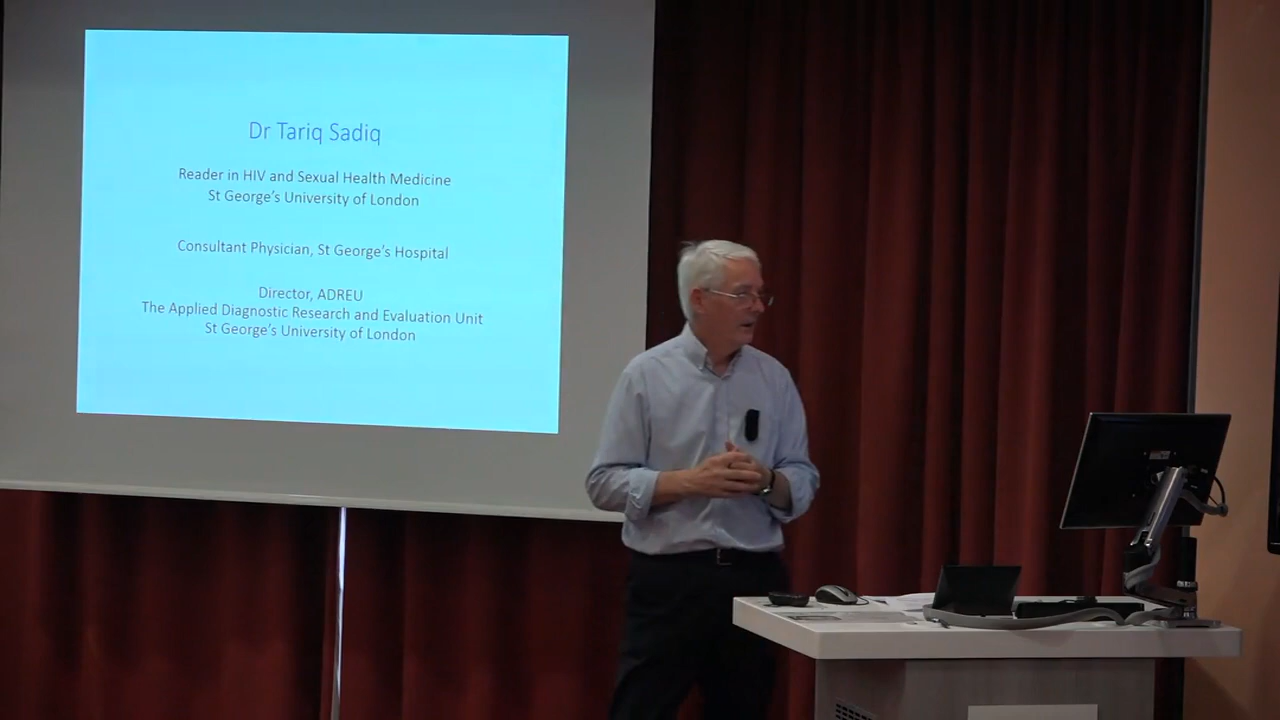 Dr Tariq Sadiq
Reader in HIV and Sexual Health Medicine
St George's University of London
Consultant Physician, St George's Hospital
Director, ADREU
The Applied Diagnostic Research and Evaluation Unit
St George's University of London